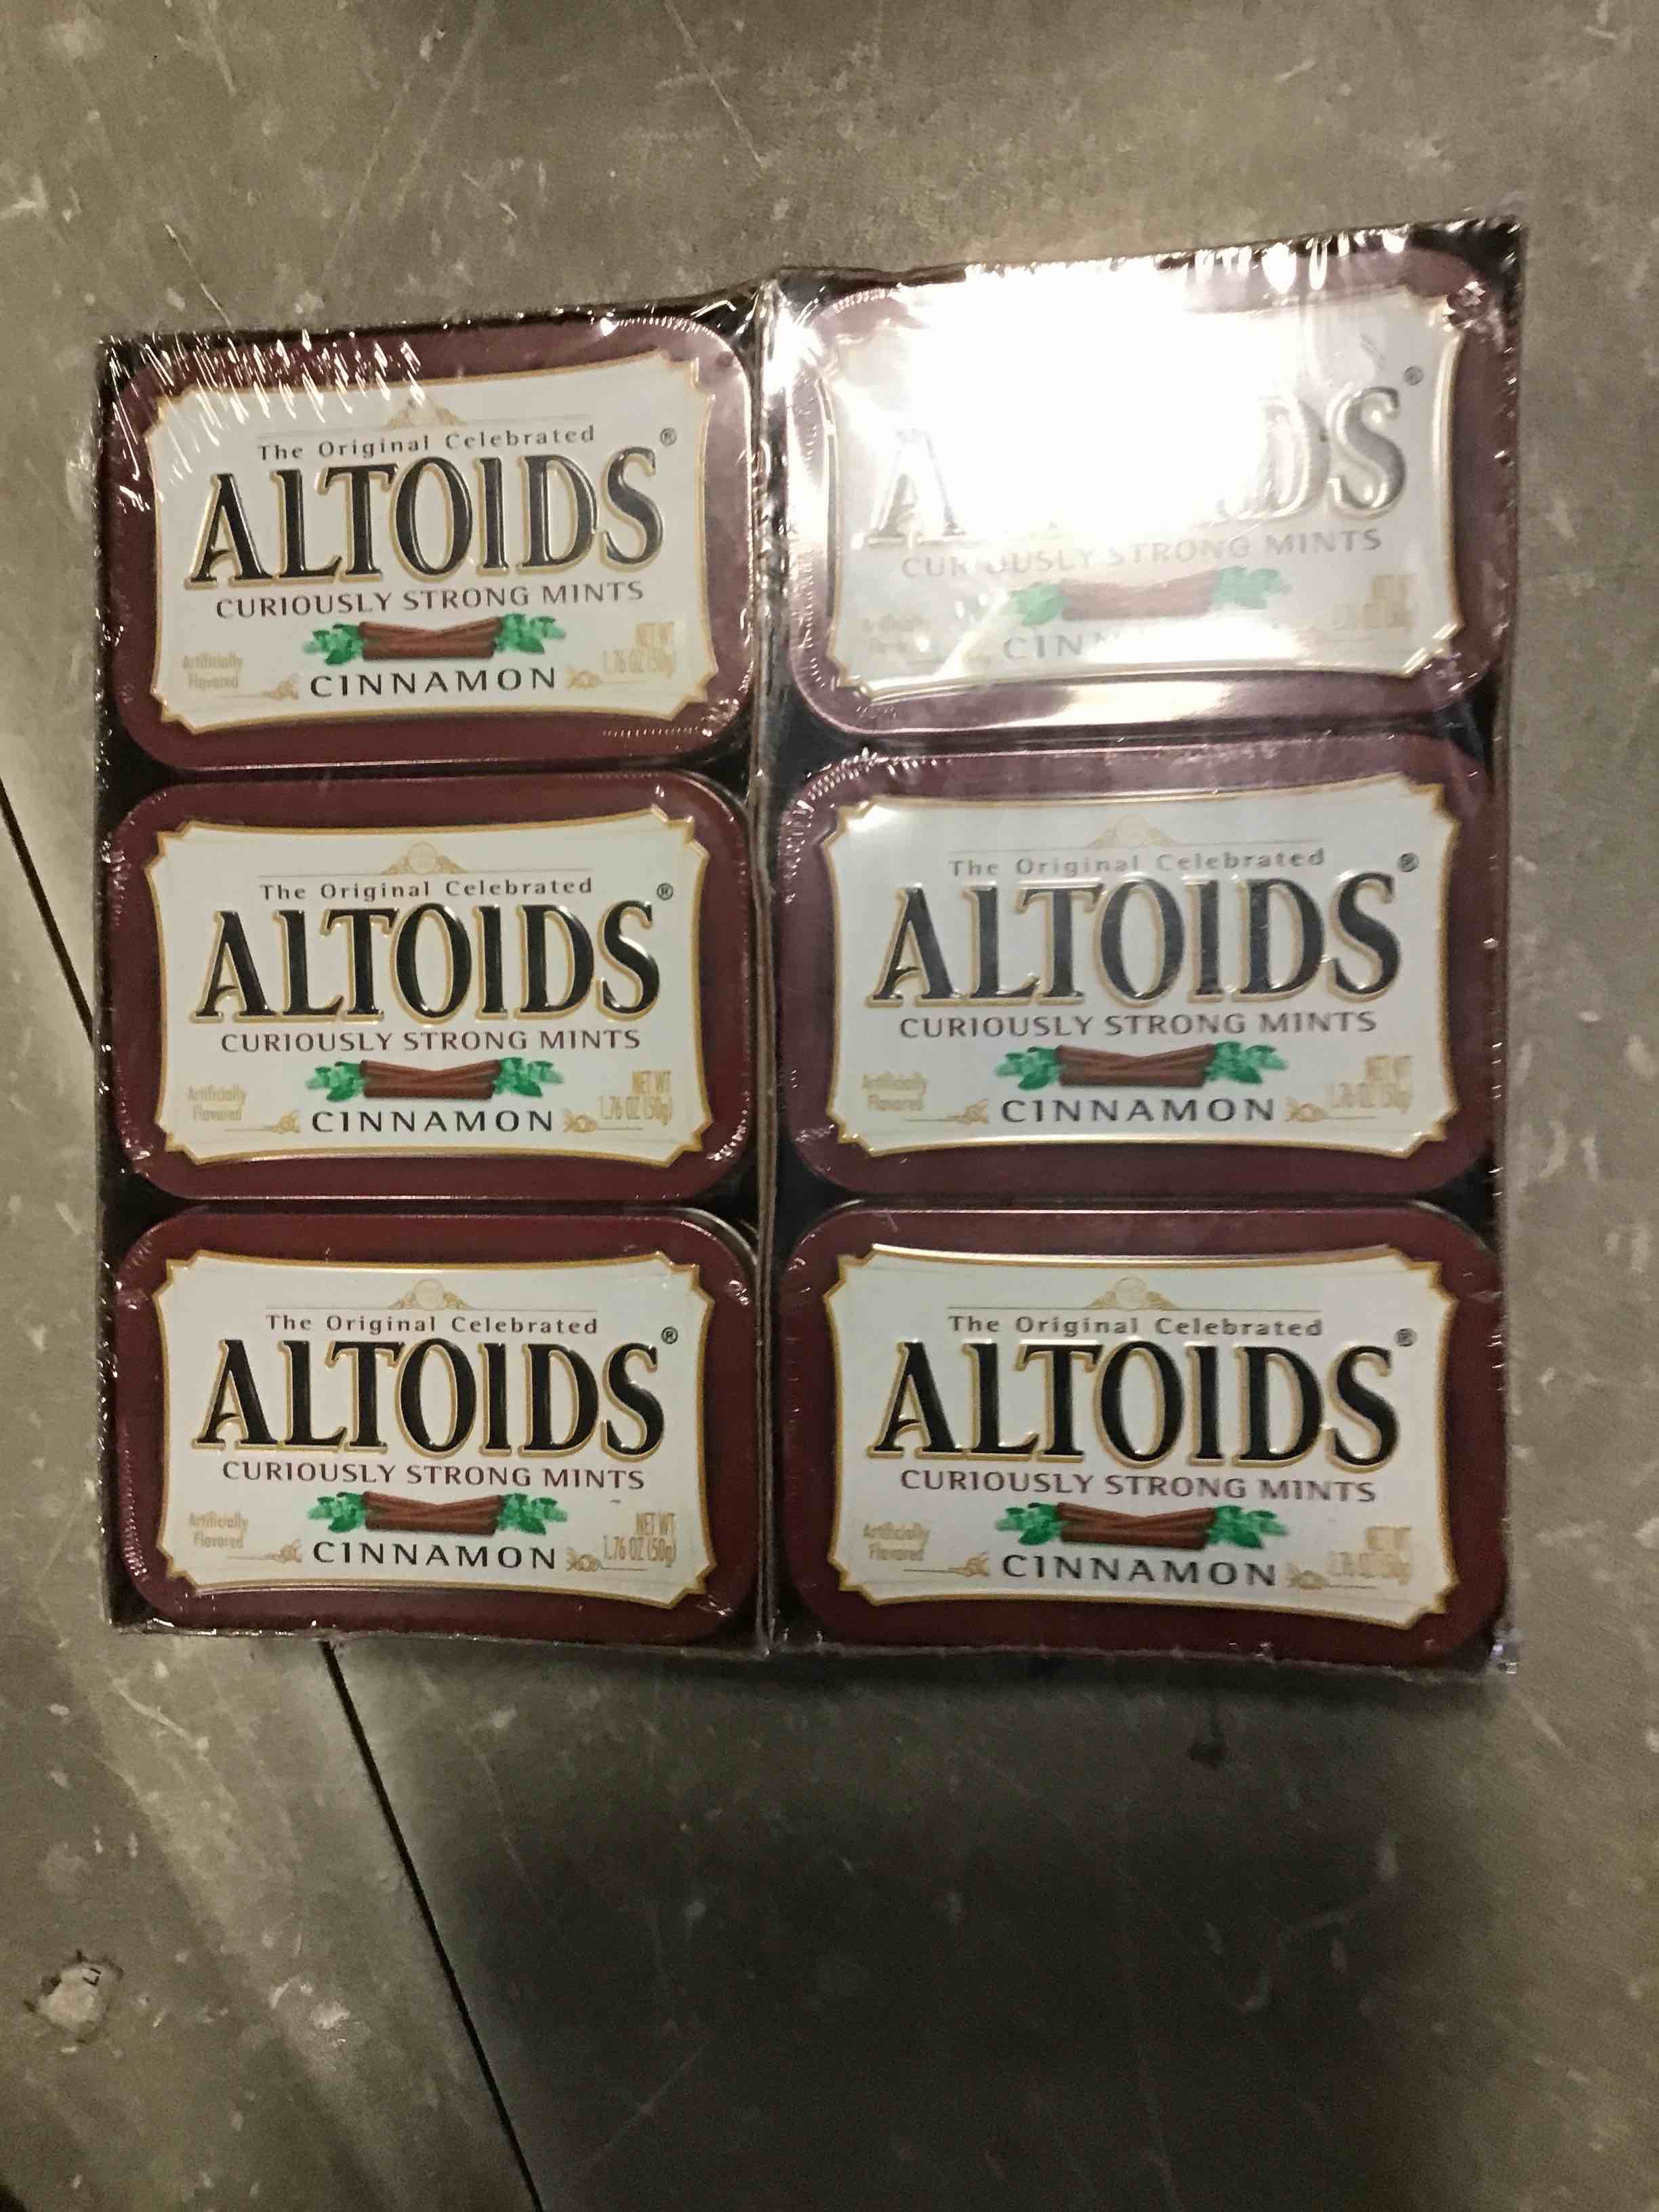 The Original Celebrated
ALTOIDS®
CURIOUSLY STRONG MINTS
Artificially
Flavored
NET WT
1.76 OZ (50g)
CINNAMON
DS®
STRONG MINTS
The Original Celebrated
ALTOIDS®
CURIOUSLY STRONG MINTS
Artificially
Flavored
NET WT
1.76 OZ (50g)
CINNAMON
The Original Celebrated
ALTOIDS®
CURIOUSLY STRONG MINTS
Artificially
Flavored
NET WT
1.76 OZ (50g)
CINNAMON
The Original Celebrated
ALTOIDS®
CURIOUSLY STRONG MINTS
Artificially
Flavored
NET WT
1.76 OZ (50g)
CINNAMON
The Original Celebrated
ALTOIDS®
CURIOUSLY STRONG MINTS
Artificially
Flavored
NET WT
1.76 OZ (50g)
CINNAMON